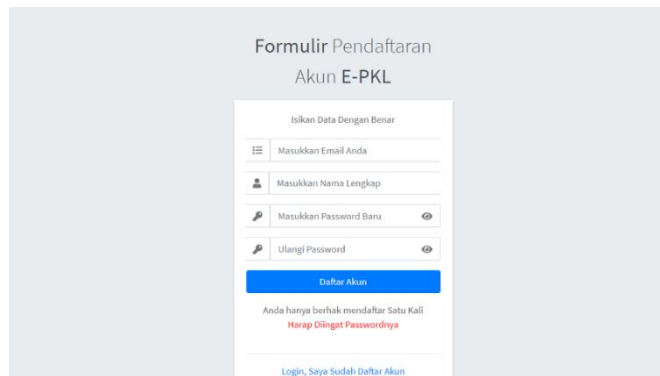 Formulir Pendaftaran
Akun E-PKL
Isikan Data Dengan Benar
Masukkan Email Anda
Masukkan Nama Lengkap
Masukkan Password Baru
Ulangi Password
Daftar Akun
Anda hanya berhak mendaftar Satu Kali
Harap Diingat Passwordnya
Login, Saya Sudah Daftar Akun